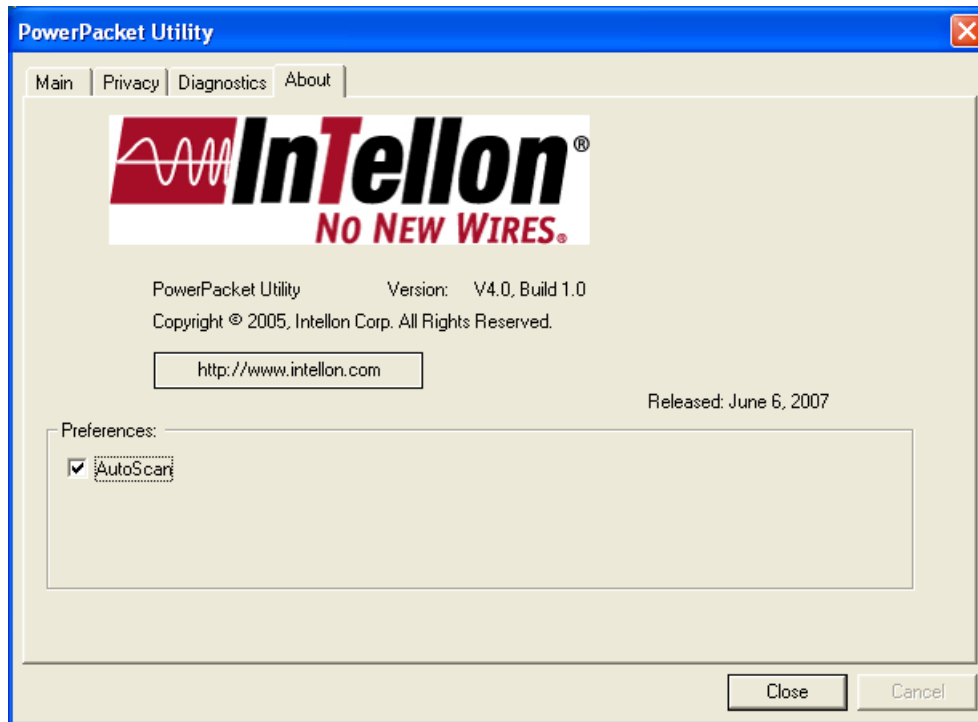 PowerPacket Utility
Main Privacy Diagnostics About
InTellon®
NO NEW WIRES®
PowerPacket Utility Version: V4.0, Build 1.0
Copyright © 2005, Intellon Corp. All Rights Reserved.
http://www.intellon.com
Released: June 6, 2007
Preferences:
AutoScan
Close Cancel